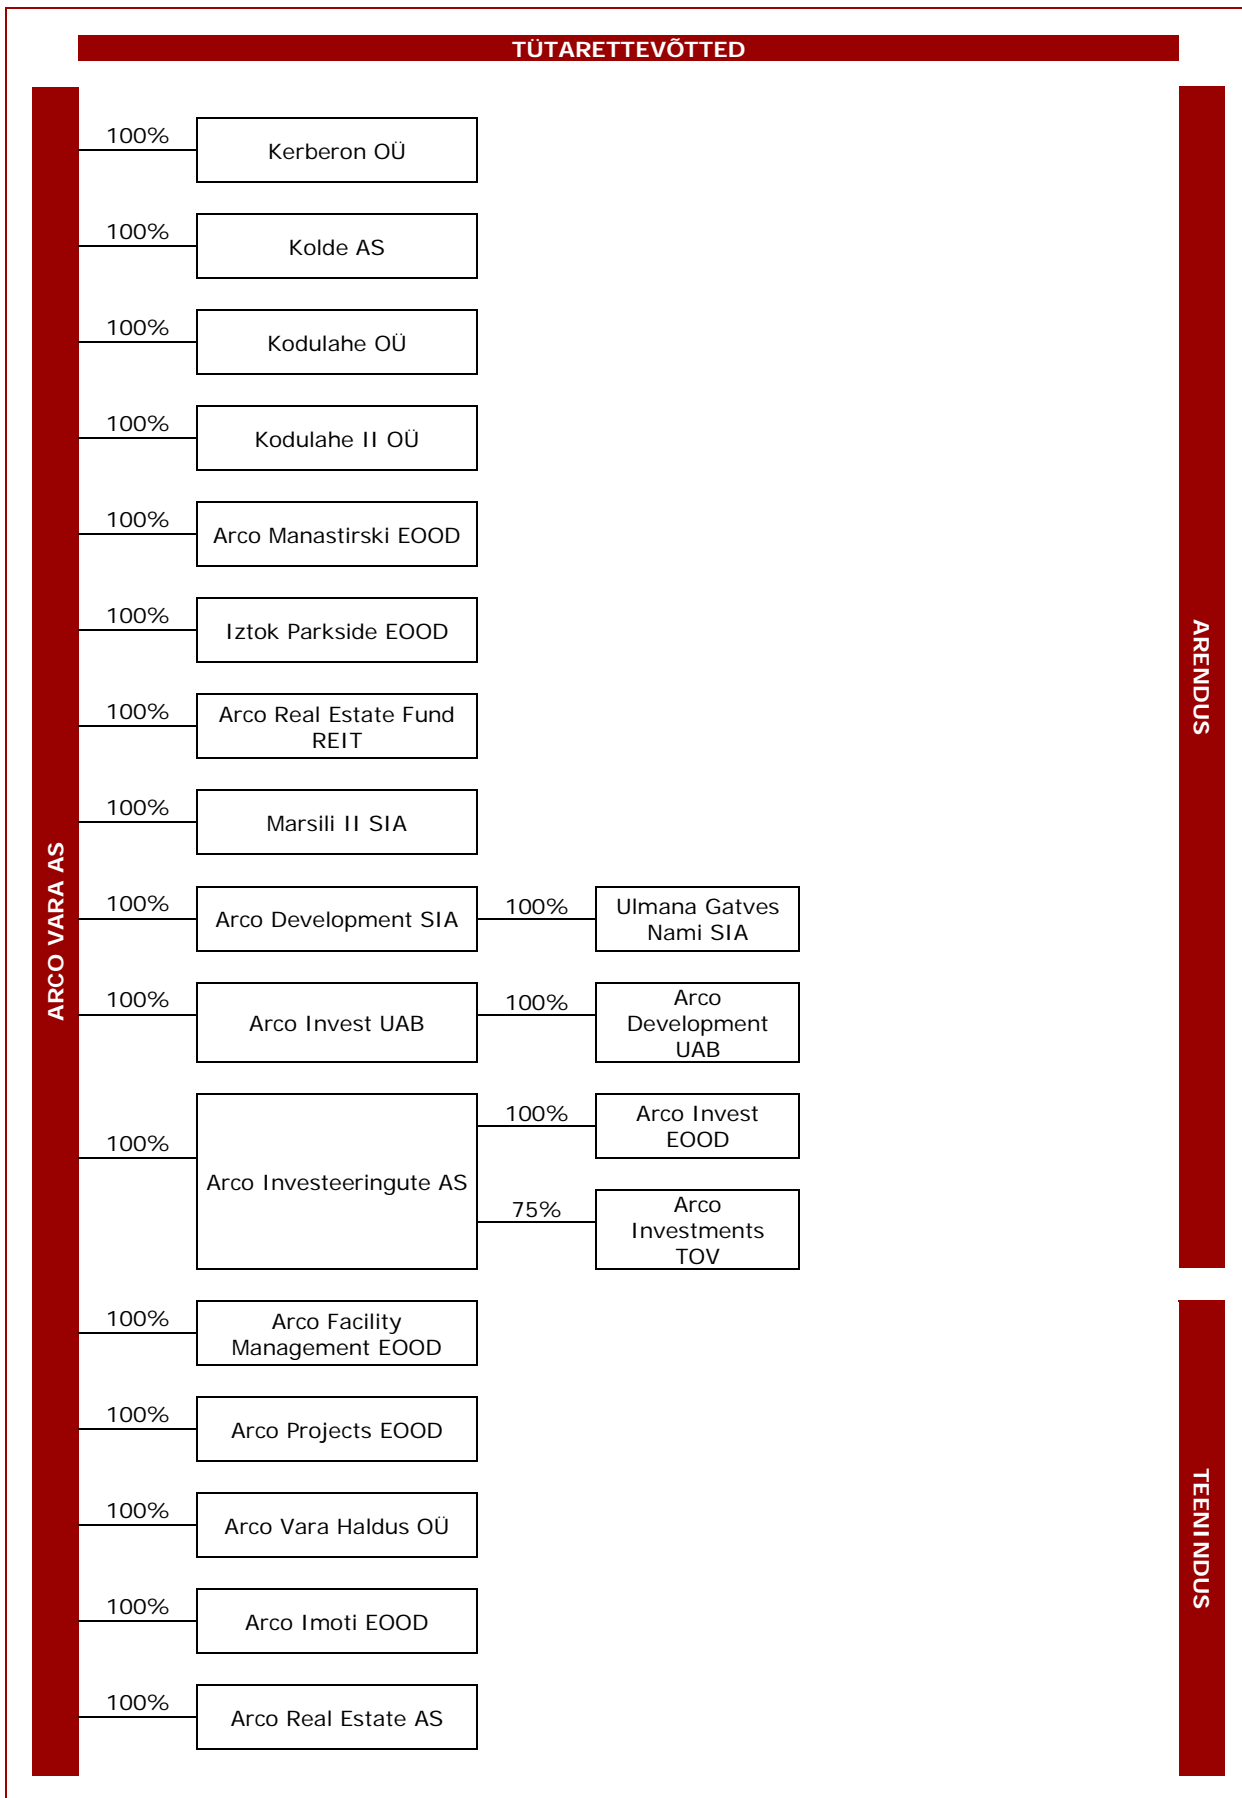 TÜTARETTEVÕTTED
ARCO VARA AS
ARENDUS
100%
Kerberon OÜ
100%
Kolde AS
100%
Kodulahe OÜ
100%
Kodulahe II OÜ
100%
Arco Manastirski EOOD
100%
Iztok Parkside EOOD
100%
Arco Real Estate Fund
REIT
100%
Marsili II SIA
100%
Arco Development SIA
100%
Ulmana Gatves
Nami SIA
100%
Arco Invest UAB
100%
Arco
Development
UAB
100%
Arco Investeeringute AS
100%
Arco Invest
EOOD
75%
Arco
Investments
TOV
TEENINDUS
100%
Arco Facility
Management EOOD
100%
Arco Projects EOOD
100%
Arco Vara Haldus OÜ
100%
Arco Imoti EOOD
100%
Arco Real Estate AS